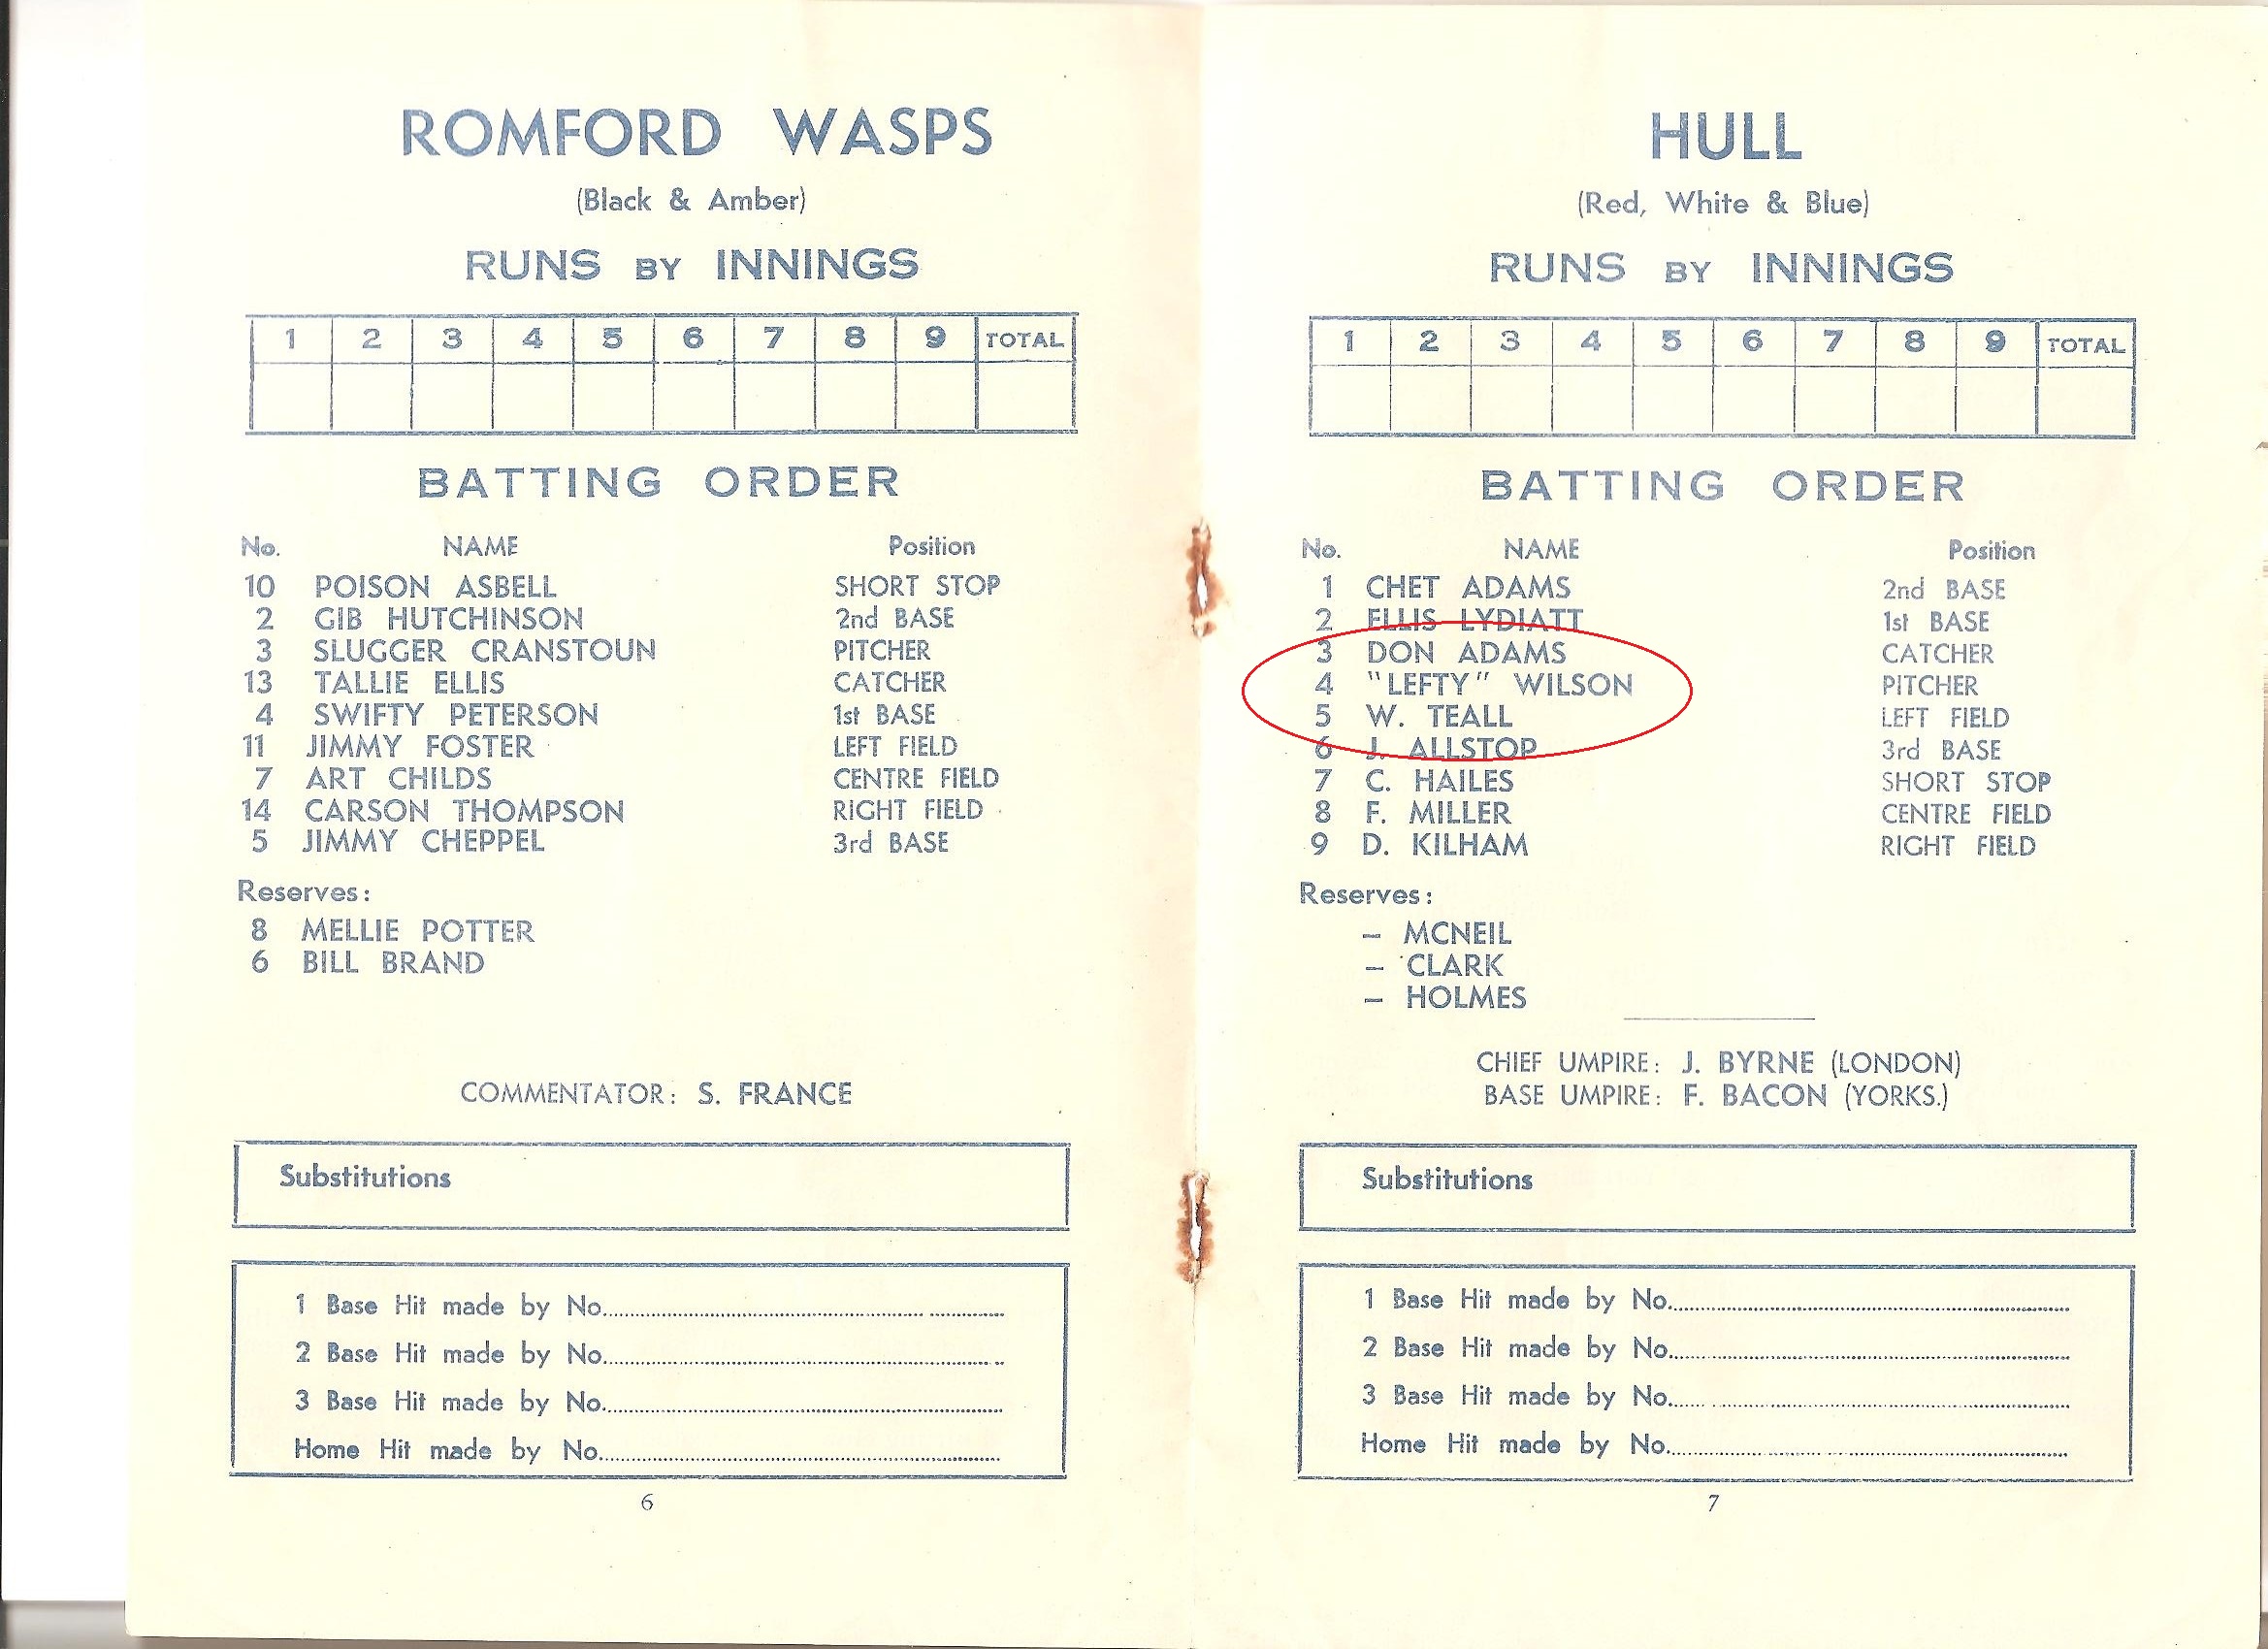 ROMFORD WASPS
(Black & Amber)
RUNS BY INNINGS
1 2 3 4 5 6 7 8 9 TOTAL
BATTING ORDER
No. NAME Position
10 POISON ASBELL SHORT STOP
2 GIB HUTCHINSON 2nd BASE
3 SLUGGER CRANSTOUN PITCHER
13 TALLIE ELLIS CATCHER
4 SWIFTY PETERSON 1st BASE
11 JIMMY FOSTER LEFT FIELD
7 ART CHILDS CENTRE FIELD
14 CARSON THOMPSON RIGHT FIELD
5 JIMMY CHEPPEL 3rd BASE
Reserves:
8 MELLIE POTTER
6 BILL BRAND
COMMENTATOR: S. FRANCE
Substitutions
1 Base Hit made by No.
2 Base Hit made by No.
3 Base Hit made by No.
Home Hit made by No.
6
HULL
(Red, White & Blue)
RUNS BY INNINGS
1 2 3 4 5 6 7 8 9 TOTAL
BATTING ORDER
No. NAME Position
1 CHET ADAMS 2nd BASE
2 ELLIS LYDIATT 1st BASE
3 DON ADAMS CATCHER
4 "LEFTY" WILSON PITCHER
5 W. TEALL LEFT FIELD
6 J. ALLSTOP 3rd BASE
7 C. HAILES SHORT STOP
8 F. MILLER CENTRE FIELD
9 D. KILHAM RIGHT FIELD
Reserves:
– MCNEIL
– CLARK
– HOLMES
CHIEF UMPIRE: J. BYRNE (LONDON)
BASE UMPIRE: F. BACON (YORKS.)
Substitutions
1 Base Hit made by No.
2 Base Hit made by No.
3 Base Hit made by No.
Home Hit made by No.
7